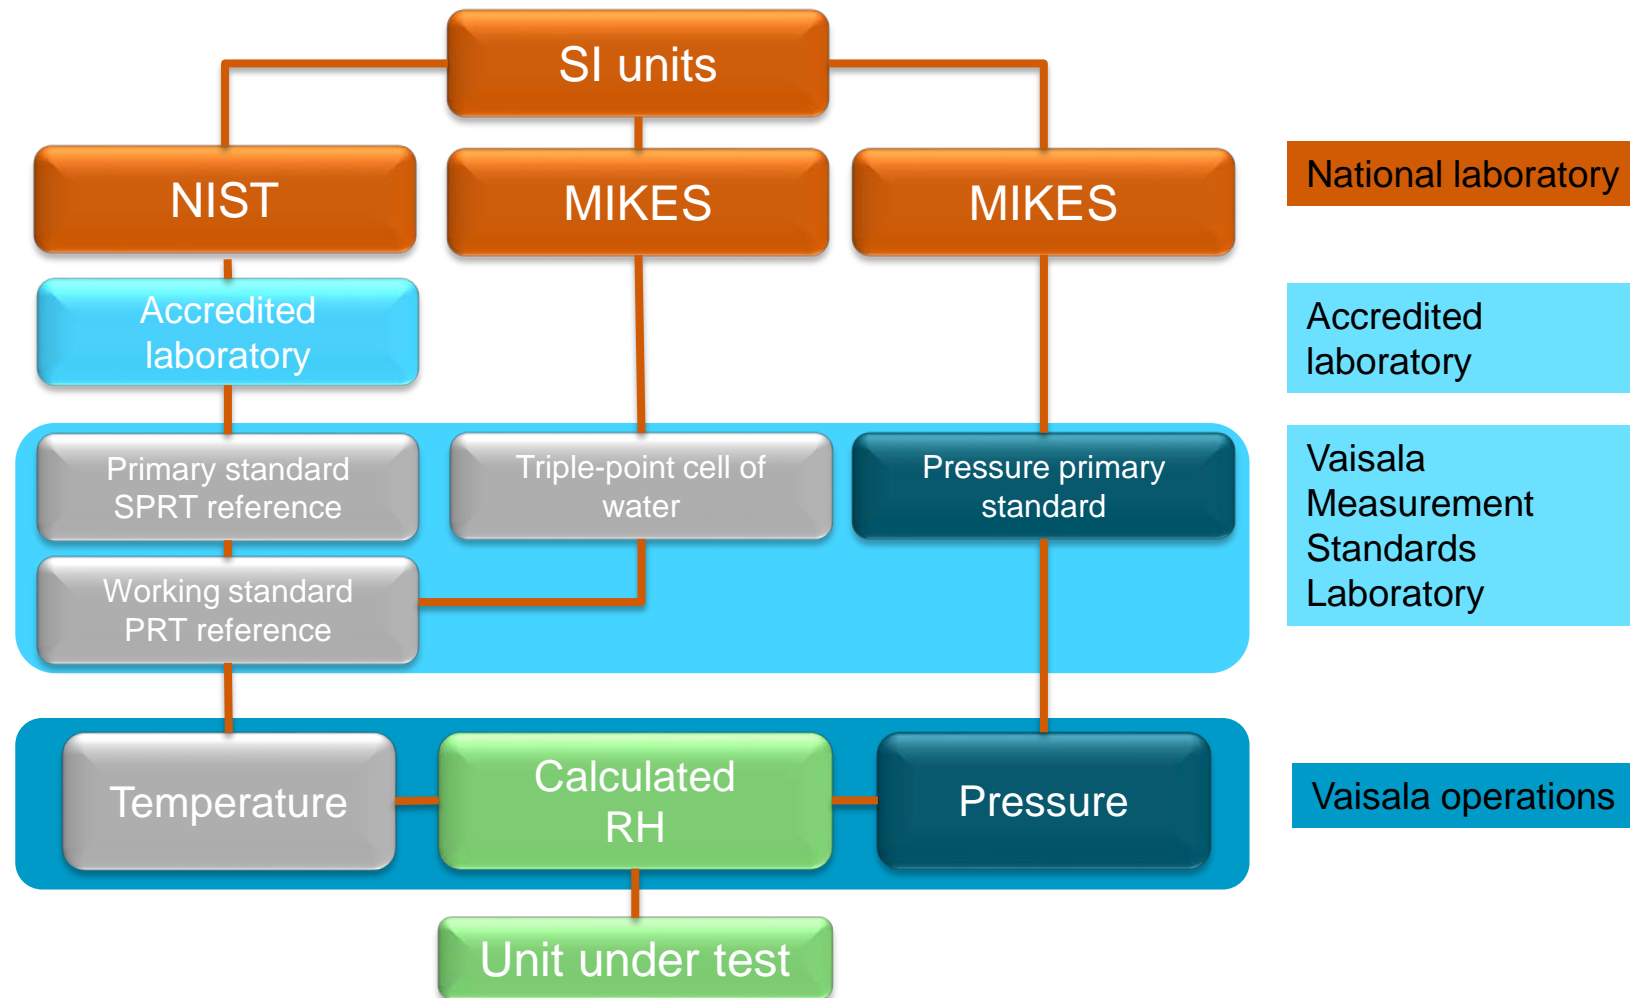 SI units
NIST
MIKES
MIKES
National laboratory
Accredited
laboratory
Accredited
laboratory
Primary standard
SPRT reference
Triple-point cell of
water
Pressure primary
standard
Vaisala
Measurement
Standards
Laboratory
Working standard
PRT reference
Temperature
Calculated
RH
Pressure
Vaisala operations
Unit under test